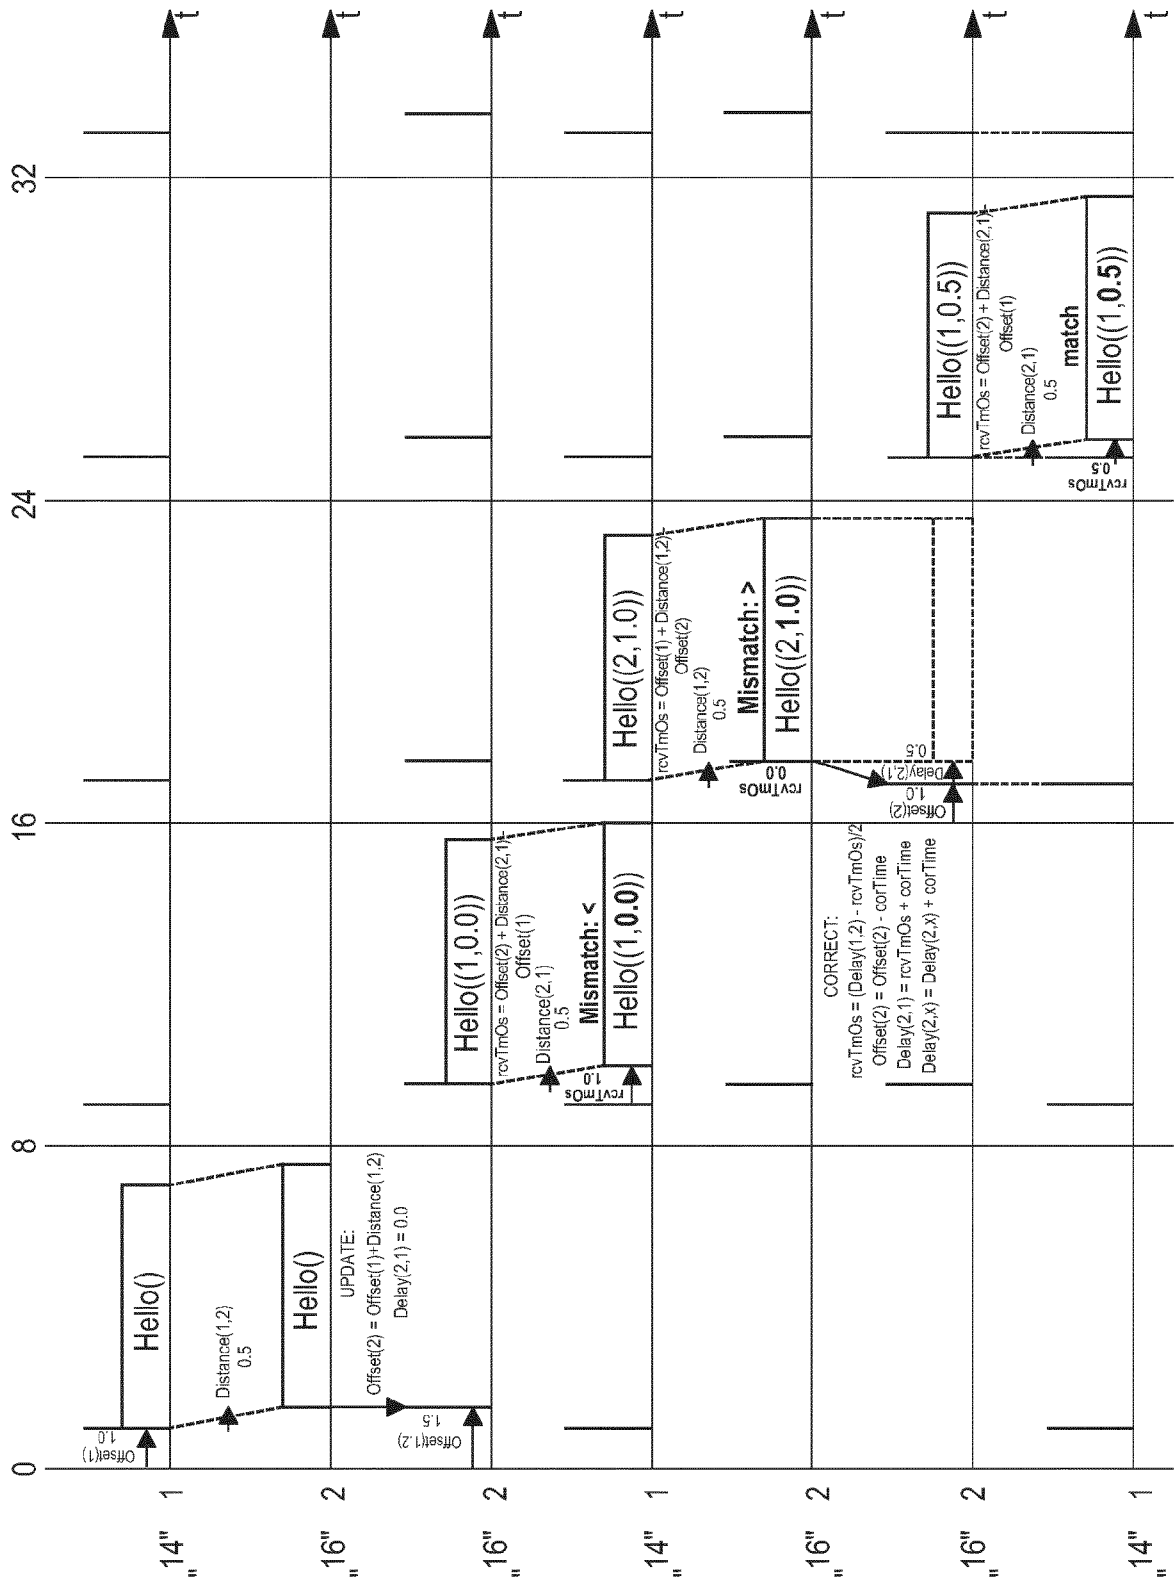 0
8
16
24
32
„14" 1
Offset(1)
1.0
Hello()
t
Distance(1,2)
0.5
„16" 2
Hello()
t
UPDATE:
Offset(2) = Offset(1)+Distance(1,2)
Delay(2,1) = 0.0
„16" 2
Offset(1.2)
1.5
Hello((1,0.0))
t
rcvTmOs = Offset(2) + Distance(2,1)-
Offset(1)
Distance(2,1)
0.5
Mismatch: <
„14" 1
rcvTmOs
1.0
Hello((1,0.0))
Hello((2,1.0))
t
rcvTmOs = Offset(1) + Distance(1,2)-
Offset(2)
Distance(1,2)
0.5
Mismatch: >
„16" 2
rcvTmOs
0.0
Hello((2,1.0))
t
CORRECT:
rcvTmOs = (Delay(1,2) - rcvTmOs)/2
Offset(2) = Offset(2) - corTime
Delay(2,1) = rcvTmOs + corTime
Delay(2,x) = Delay(2,x) + corTime
„16" 2
Offset(2)
1.0
Delay(2,1)
0.5
Hello((1,0.5))
t
rcvTmOs = Offset(2) + Distance(2,1)-
Offset(1)
Distance(2,1)
0.5
match
„14" 1
rcvTmOs
0.5
Hello((1,0.5))
t